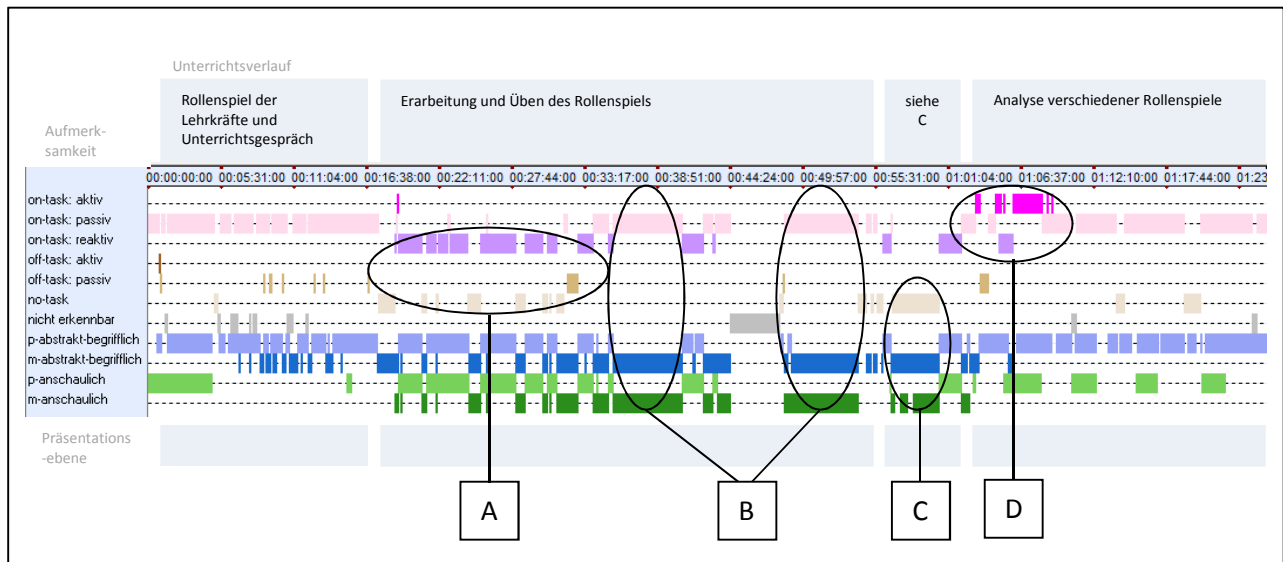 Unterrichtsverlauf
Rollenspiel der
Lehrkräfte und
Unterrichtsgespräch
Erarbeitung und Üben des Rollenspiels
siehe
C
Analyse verschiedener Rollenspiele
Aufmerk-
samkeit
00:00:00:00 00:05:31:00 00:11:04:00 00:16:38:00 00:22:11:00 00:27:44:00 00:33:17:00 00:38:51:00 00:44:24:00 00:49:57:00 00:55:31:00 01:01:04:00 01:06:37:00 01:12:10:00 01:17:44:00 01:23
on-task: aktiv
on-task: passiv
on-task: reaktiv
off-task: aktiv
off-task: passiv
no-task
nicht erkennbar
p-abstrakt-begrifflich
m-abstrakt-begrifflich
p-anschaulich
m-anschaulich
Präsentations
-ebene
A
B
C
D